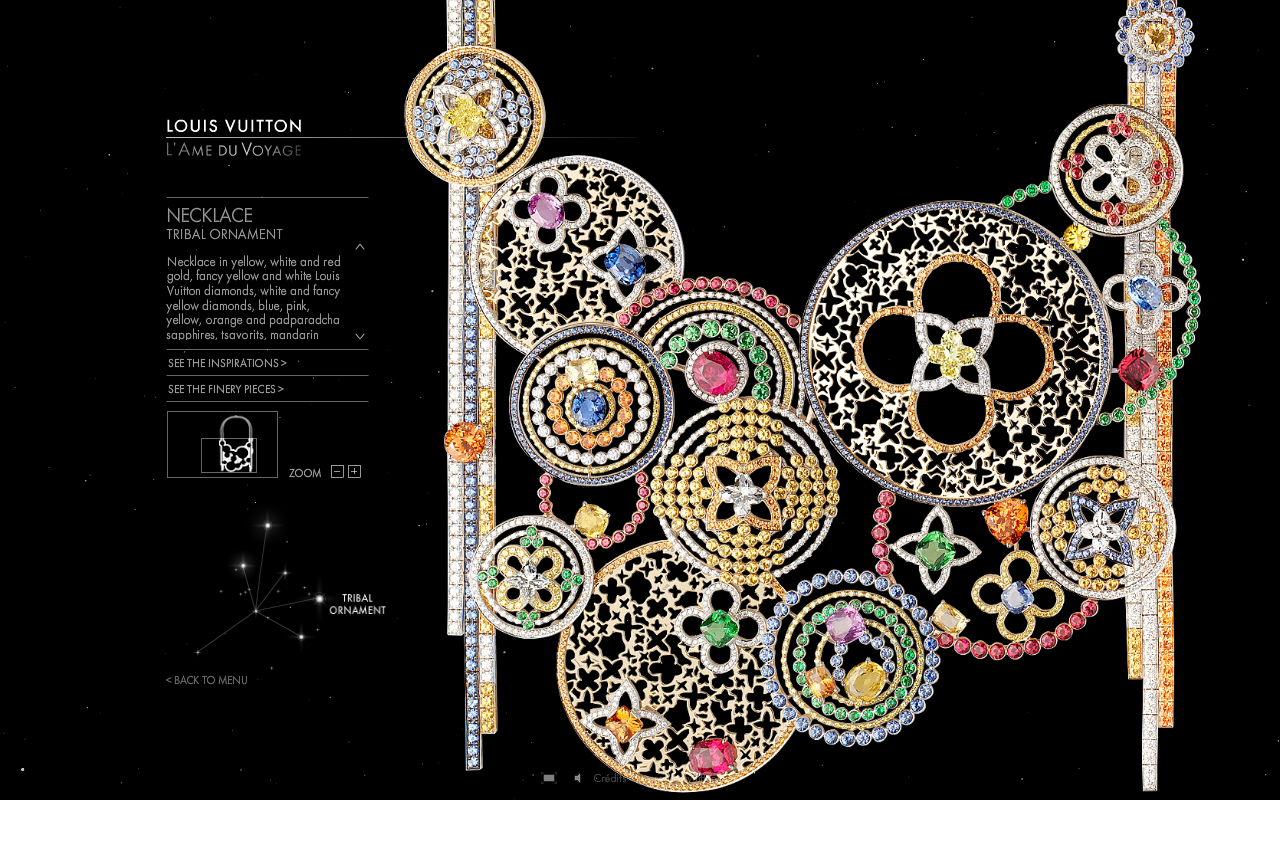 LOUIS VUITTON
L'AME DU VOYAGE
NECKLACE
TRIBAL ORNAMENT
Necklace in yellow, white and red
gold, fancy yellow and white Louis
Vuitton diamonds, white and fancy
yellow diamonds, blue, pink,
yellow, orange and padparadcha
sapphires, tsavorits, mandarin
SEE THE INSPIRATIONS >
SEE THE FINERY PIECES >
ZOOM
TRIBAL
ORNAMENT
< BACK TO MENU
Crédits